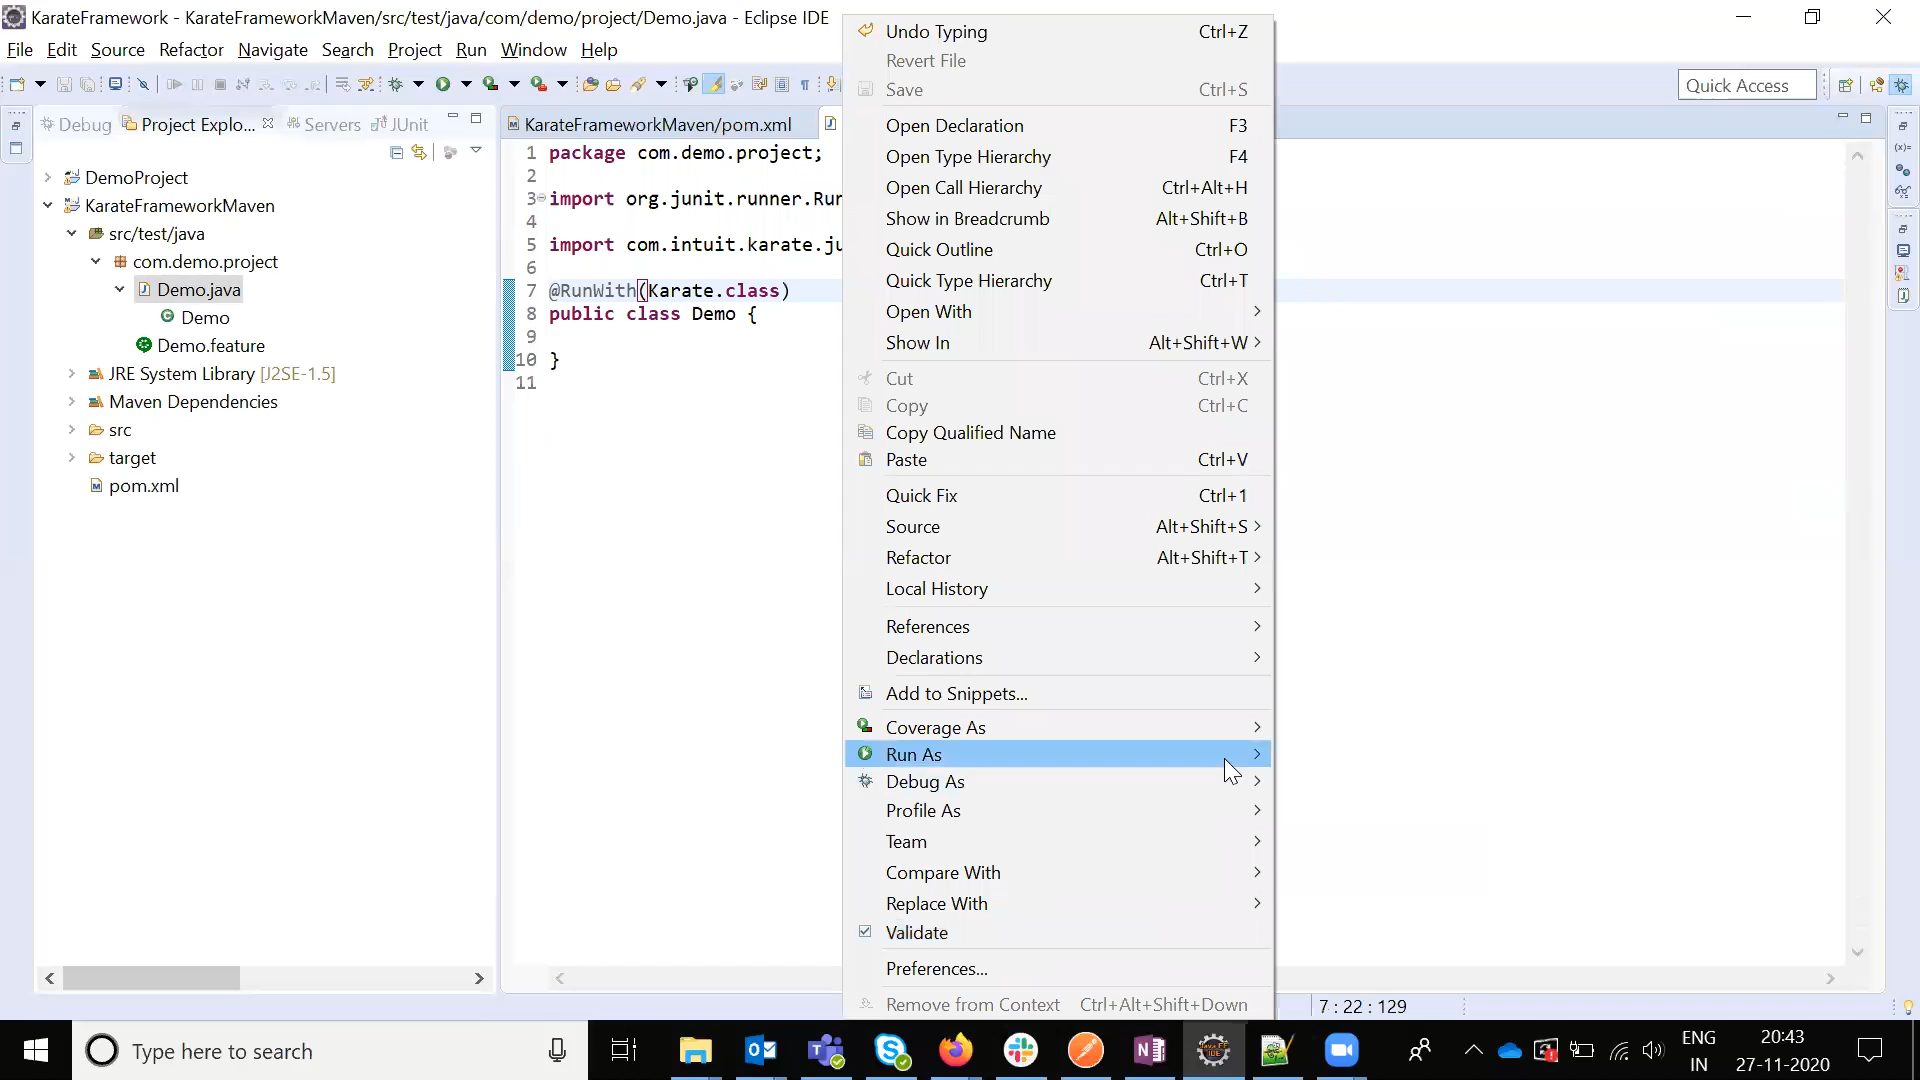 KarateFramework - KarateFrameworkMaven/src/test/java/com/demo/project/Demo.java - Eclipse IDE
File Edit Source Refactor Navigate Search Project Run Window Help
Quick Access
Debug Project Explo... Servers JUnit
KarateFrameworkMaven/pom.xml
DemoProject
KarateFrameworkMaven
src/test/java
com.demo.project
Demo.java
Demo
Demo.feature
JRE System Library [J2SE-1.5]
Maven Dependencies
src
target
pom.xml
1 package com.demo.project;
2
3 import org.junit.runner.Run
4
5 import com.intuit.karate.ju
6
7 @RunWith(Karate.class)
8 public class Demo {
9
10 }
11
Undo Typing Ctrl+Z
Revert File
Save Ctrl+S
Open Declaration F3
Open Type Hierarchy F4
Open Call Hierarchy Ctrl+Alt+H
Show in Breadcrumb Alt+Shift+B
Quick Outline Ctrl+O
Quick Type Hierarchy Ctrl+T
Open With
Show In Alt+Shift+W
Cut Ctrl+X
Copy Ctrl+C
Copy Qualified Name
Paste Ctrl+V
Quick Fix Ctrl+1
Source Alt+Shift+S
Refactor Alt+Shift+T
Local History
References
Declarations
Add to Snippets...
Coverage As
Run As
Debug As
Profile As
Team
Compare With
Replace With
Validate
Preferences...
Remove from Context Ctrl+Alt+Shift+Down
7 : 22 : 129
Type here to search
ENG
IN
20:43
27-11-2020